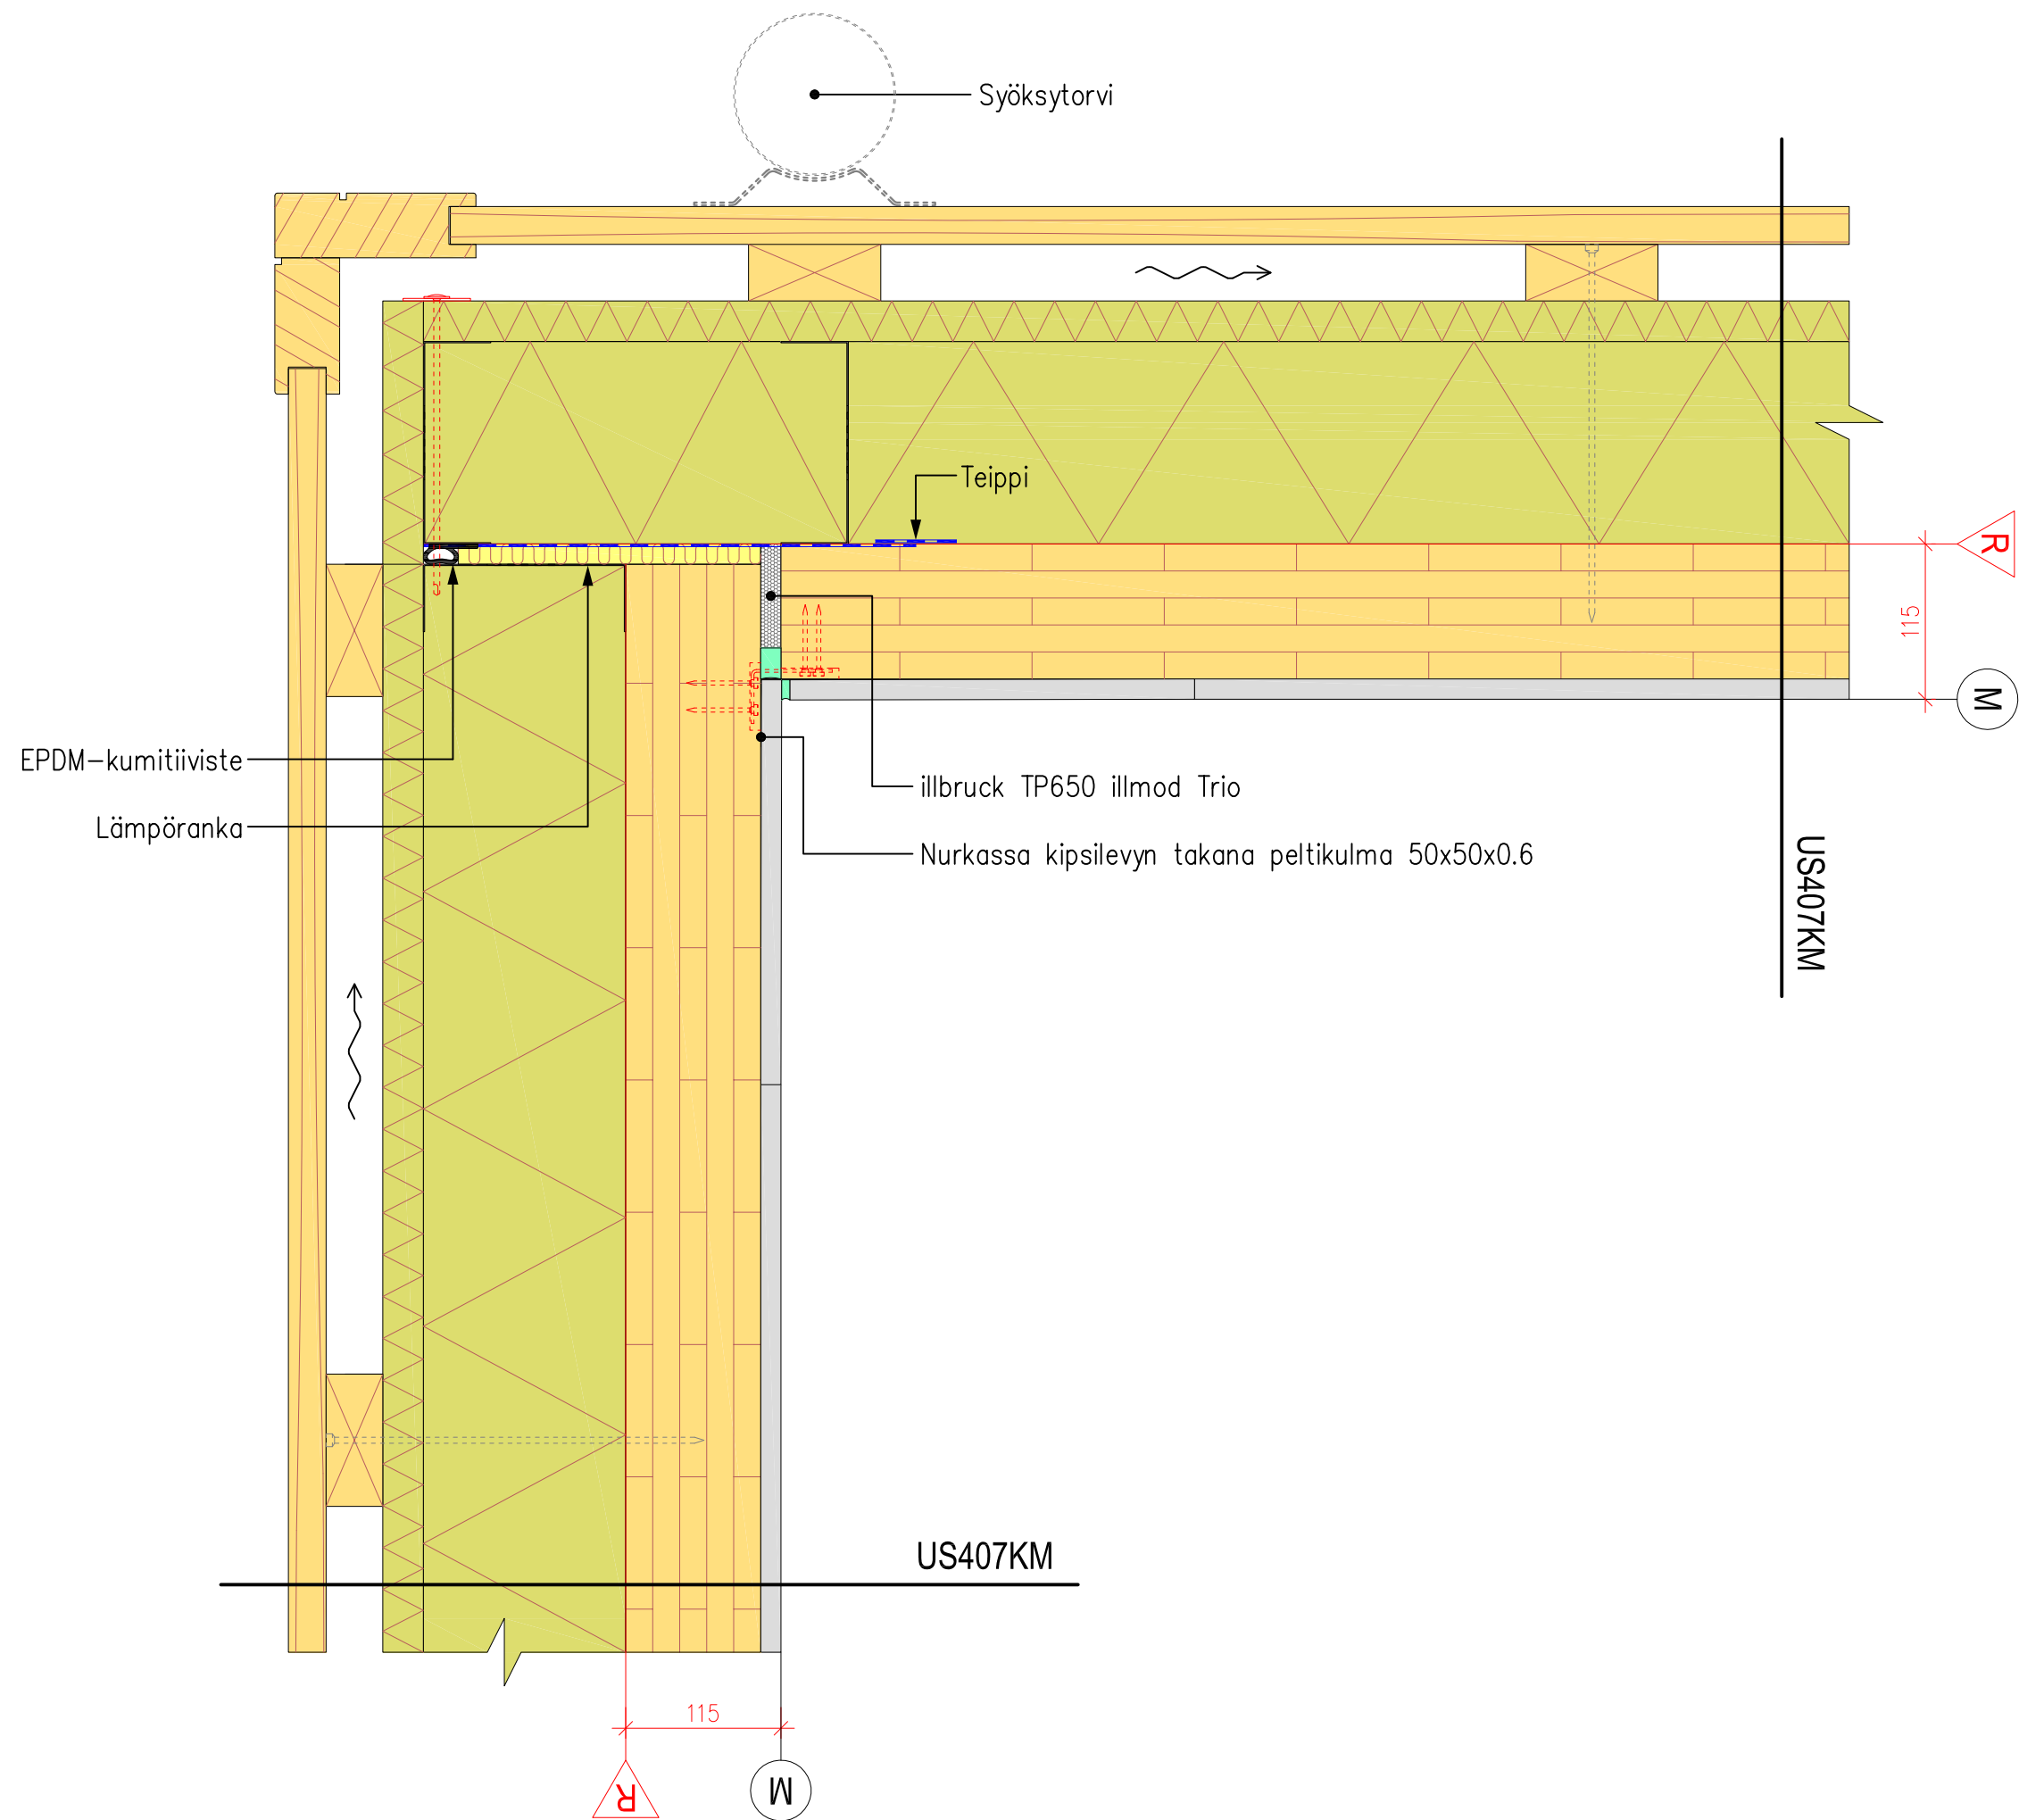 Syöksytorvi
Teippi
R
115
M
EPDM-kumitiiviste
illbruck TP650 illmod Trio
Lämpöranka
Nurkassa kipsilevyn takana peltikulma 50x50x0.6
US407KM
US407KM
115
R
M